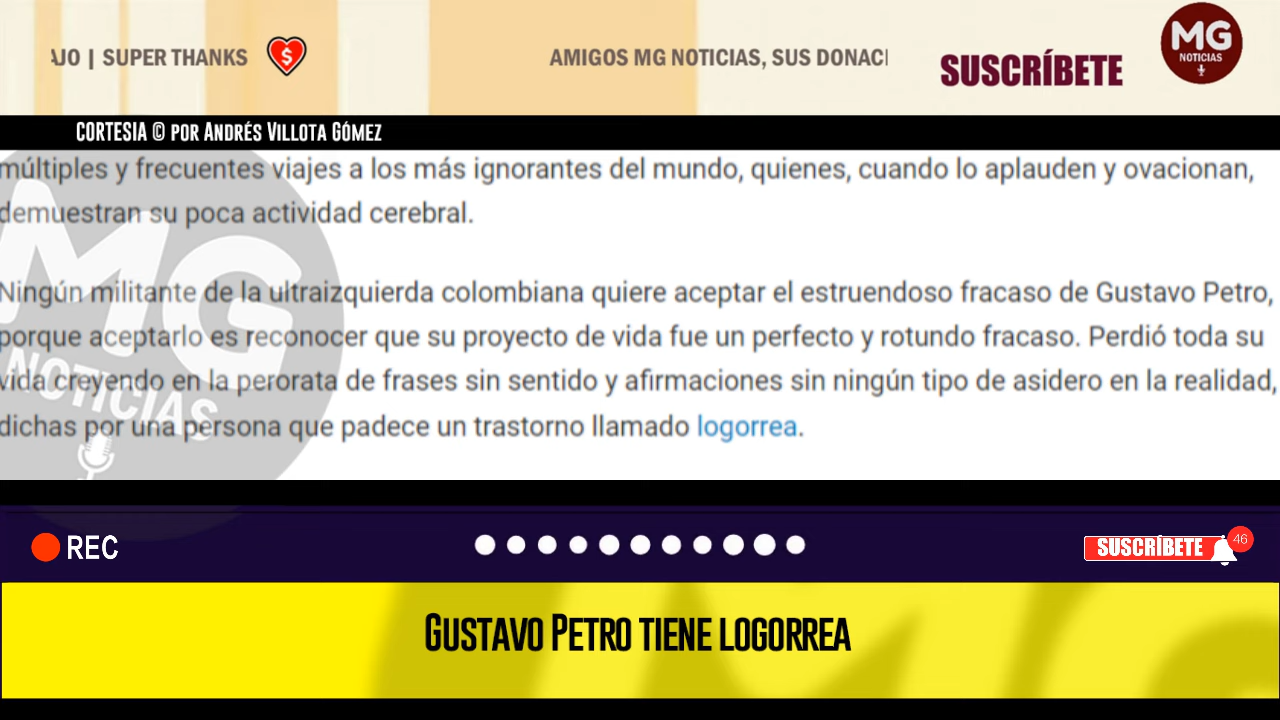 AJO | SUPER THANKS
$
AMIGOS MG NOTICIAS, SUS DONACI
SUSCRÍBETE
MG
NOTICIAS
CORTESIA © POR ANDRÉS VILLOTA GÓMEZ
múltiples y frecuentes viajes a los más ignorantes del mundo, quienes, cuando lo aplauden y ovacionan,
demuestran su poca actividad cerebral.
Ningún militante de la ultraizquierda colombiana quiere aceptar el estruendoso fracaso de Gustavo Petro,
porque aceptarlo es reconocer que su proyecto de vida fue un perfecto y rotundo fracaso. Perdió toda su
vida creyendo en la perorata de frases sin sentido y afirmaciones sin ningún tipo de asidero en la realidad,
dichas por una persona que padece un trastorno llamado logorrea.
MG
NOTICIAS
REC
SUSCRÍBETE
46
GUSTAVO PETRO TIENE LOGORREA